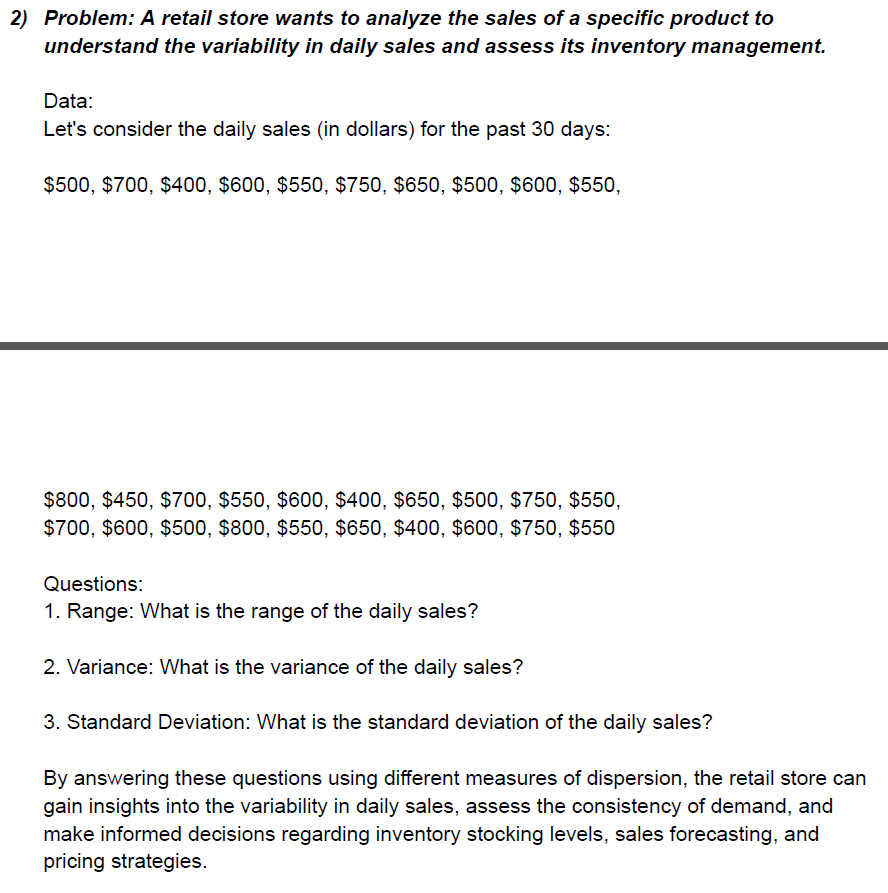 2) Problem: A retail store wants to analyze the sales of a specific product to
understand the variability in daily sales and assess its inventory management.
Data:
Let's consider the daily sales (in dollars) for the past 30 days:
$500, $700, $400, $600, $550, $750, $650, $500, $600, $550,
$800, $450, $700, $550, $600, $400, $650, $500, $750, $550,
$700, $600, $500, $800, $550, $650, $400, $600, $750, $550
Questions:
1. Range: What is the range of the daily sales?
2. Variance: What is the variance of the daily sales?
3. Standard Deviation: What is the standard deviation of the daily sales?
By answering these questions using different measures of dispersion, the retail store can
gain insights into the variability in daily sales, assess the consistency of demand, and
make informed decisions regarding inventory stocking levels, sales forecasting, and
pricing strategies.